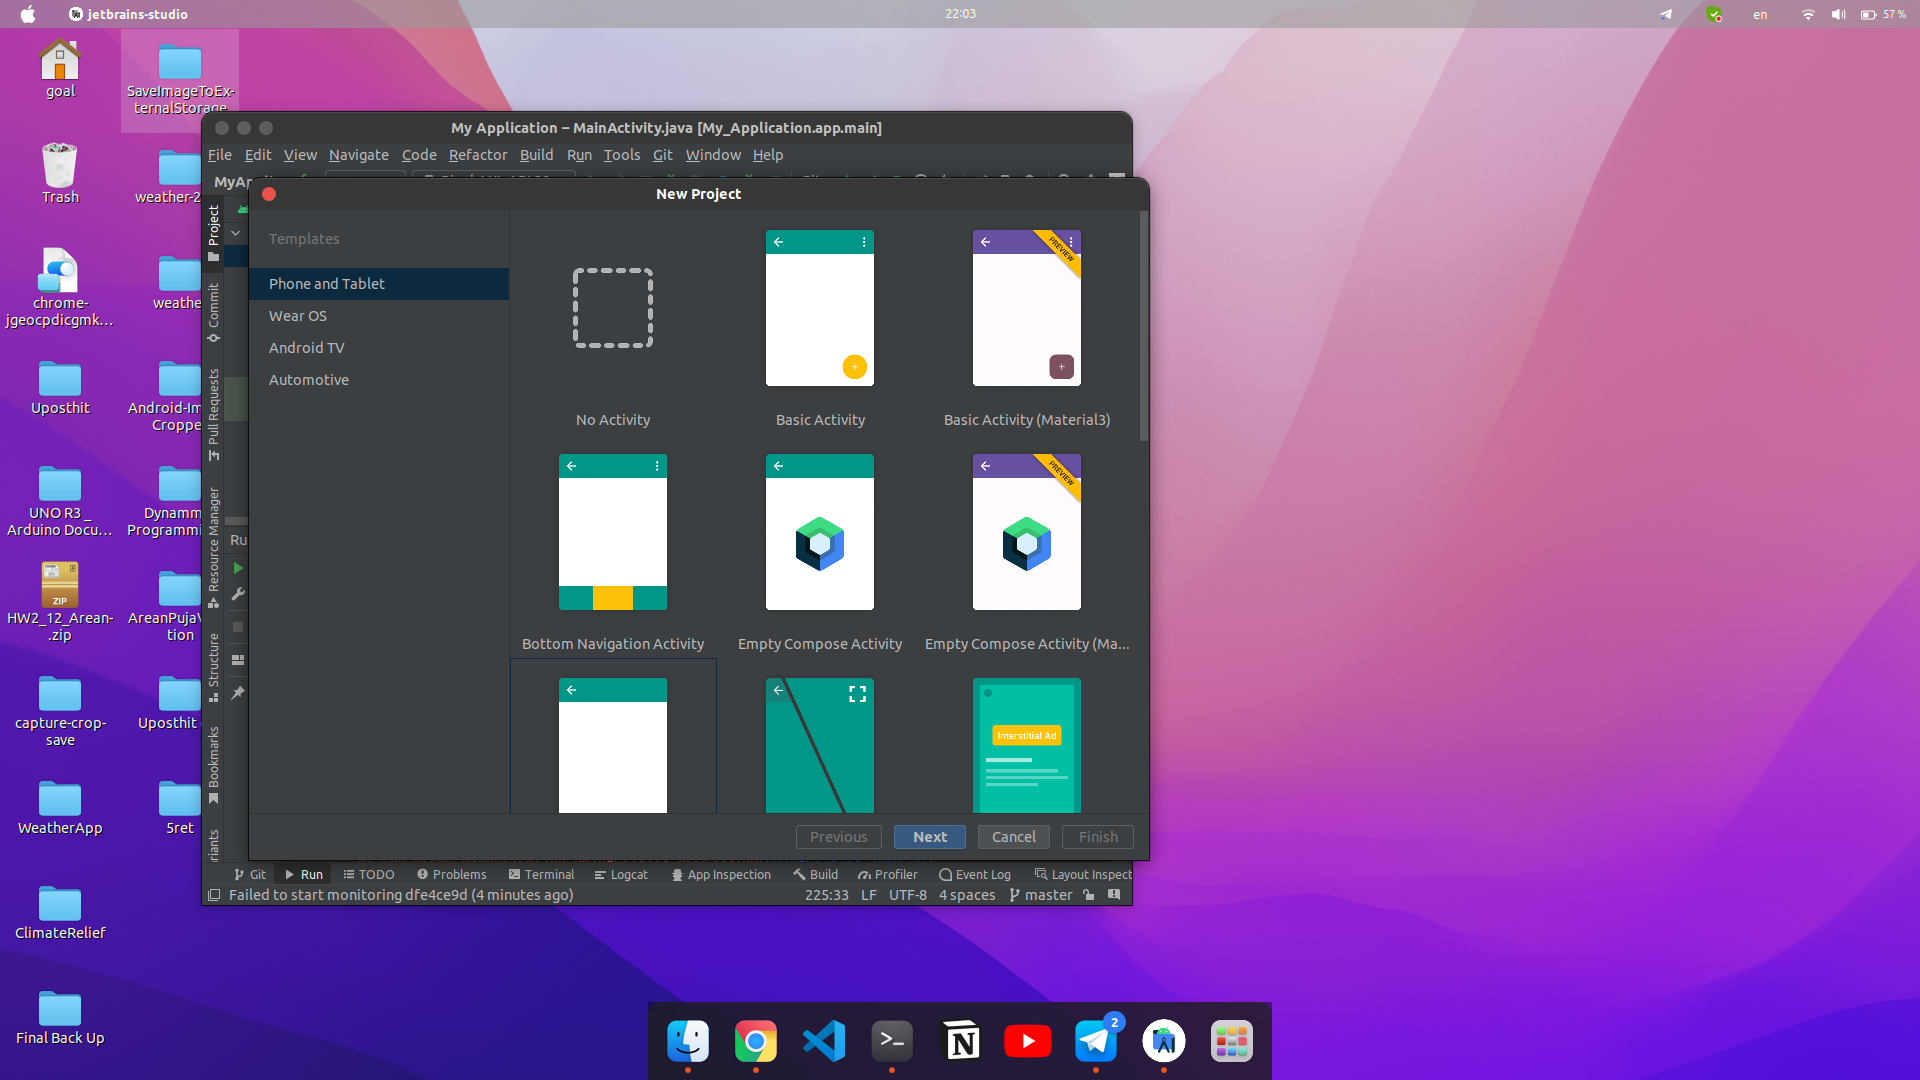 jetbrains-studio
22:03
en
57 %
goal
SaveImageToEx-
ternalStorage
Trash
weather-2
chrome-
jgeocpdicgmk...
weathe
Uposthit
Android-Im
Croppe
UNO R3 _
Arduino Docu...
Dynamm
Programmi
HW2_12_Arean-
.zip
ZIP
AreanPujaV
tion
capture-crop-
save
Uposthit
WeatherApp
5ret
ClimateRelief
Final Back Up
My Application – MainActivity.java [My_Application.app.main]
File Edit View Navigate Code Refactor Build Run Tools Git Window Help
MyAp
Project
Commit
Pull Requests
Resource Manager
Structure
Bookmarks
riants
Ru
New Project
Templates
Phone and Tablet
Wear OS
Android TV
Automotive
PREVIEW
No Activity
Basic Activity
Basic Activity (Material3)
PREVIEW
Bottom Navigation Activity
Empty Compose Activity
Empty Compose Activity (Ma...
Interstitial Ad
Previous
Next
Cancel
Finish
Git Run TODO Problems Terminal Logcat App Inspection Build Profiler Event Log Layout Inspect
Failed to start monitoring dfe4ce9d (4 minutes ago)
225:33 LF UTF-8 4 spaces master
2